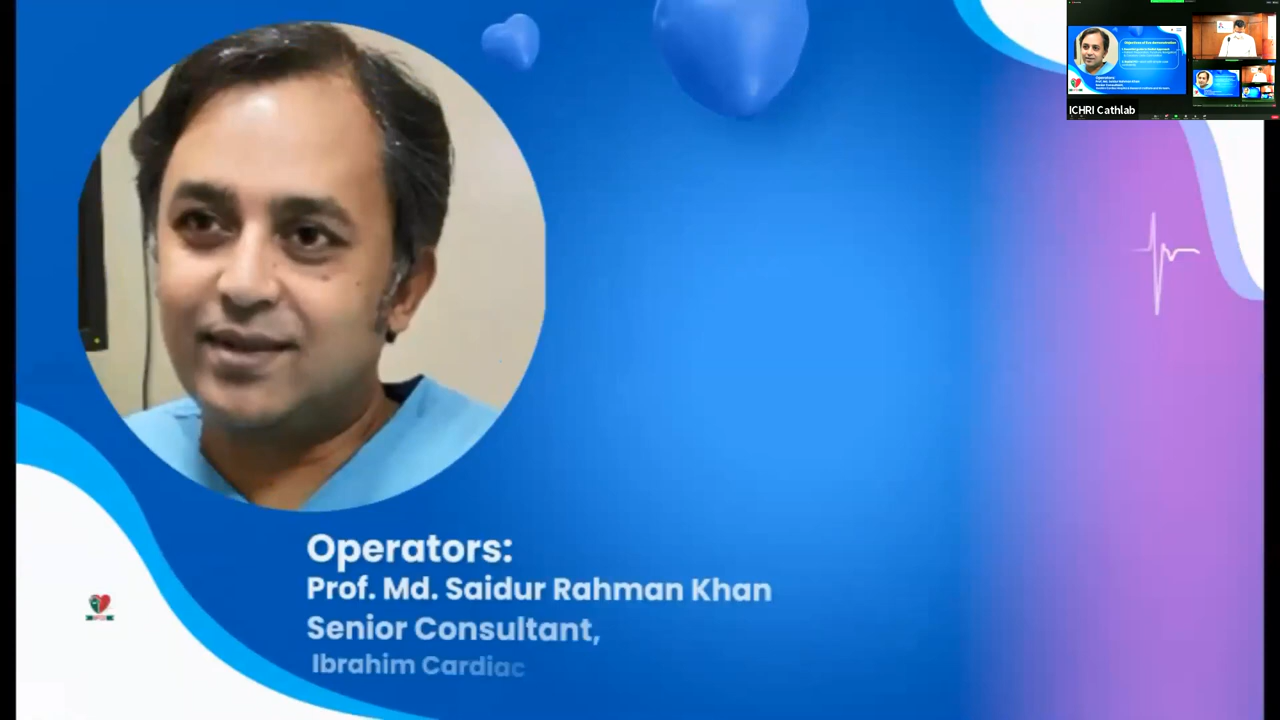 Operators:
Prof. Md. Saidur Rahman Khan
Senior Consultant,
Ibrahim Cardiac
ICHRI Cathlab